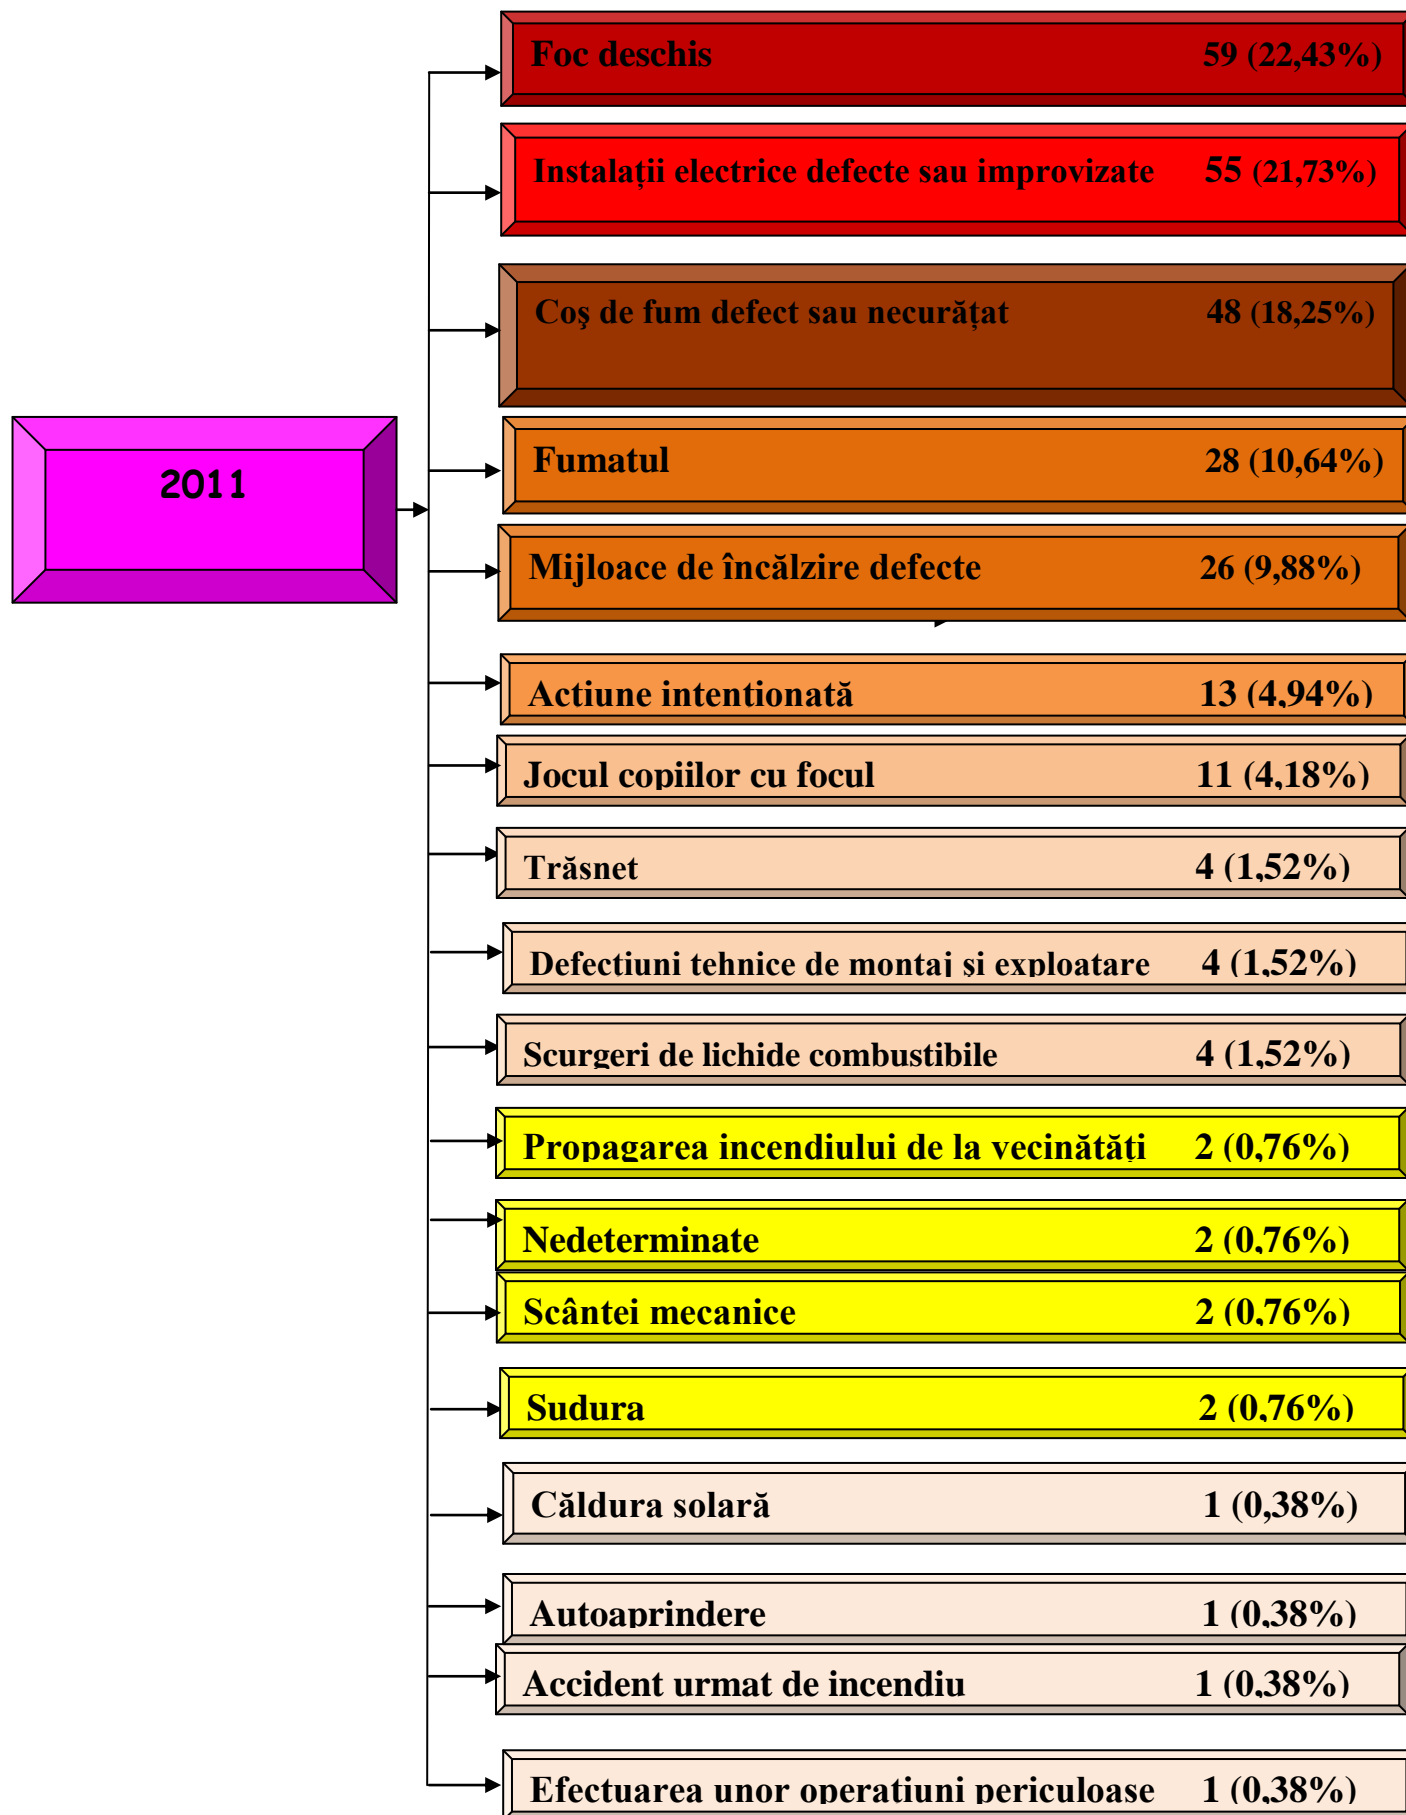 Foc deschis 59 (22,43%)
Instalații electrice defecte sau improvizate 55 (21,73%)
Coş de fum defect sau necurățat 48 (18,25%)
2011
Fumatul 28 (10,64%)
Mijloace de încălzire defecte 26 (9,88%)
Actiune intentionată 13 (4,94%)
Jocul copiilor cu focul 11 (4,18%)
Trăsnet 4 (1,52%)
Defectiuni tehnice de montaj si exploatare 4 (1,52%)
Scurgeri de lichide combustibile 4 (1,52%)
Propagarea incendiului de la vecinătăți 2 (0,76%)
Nedeterminate 2 (0,76%)
Scântei mecanice 2 (0,76%)
Sudura 2 (0,76%)
Căldura solară 1 (0,38%)
Autoaprindere 1 (0,38%)
Accident urmat de incendiu 1 (0,38%)
Efectuarea unor operatiuni periculoase 1 (0,38%)